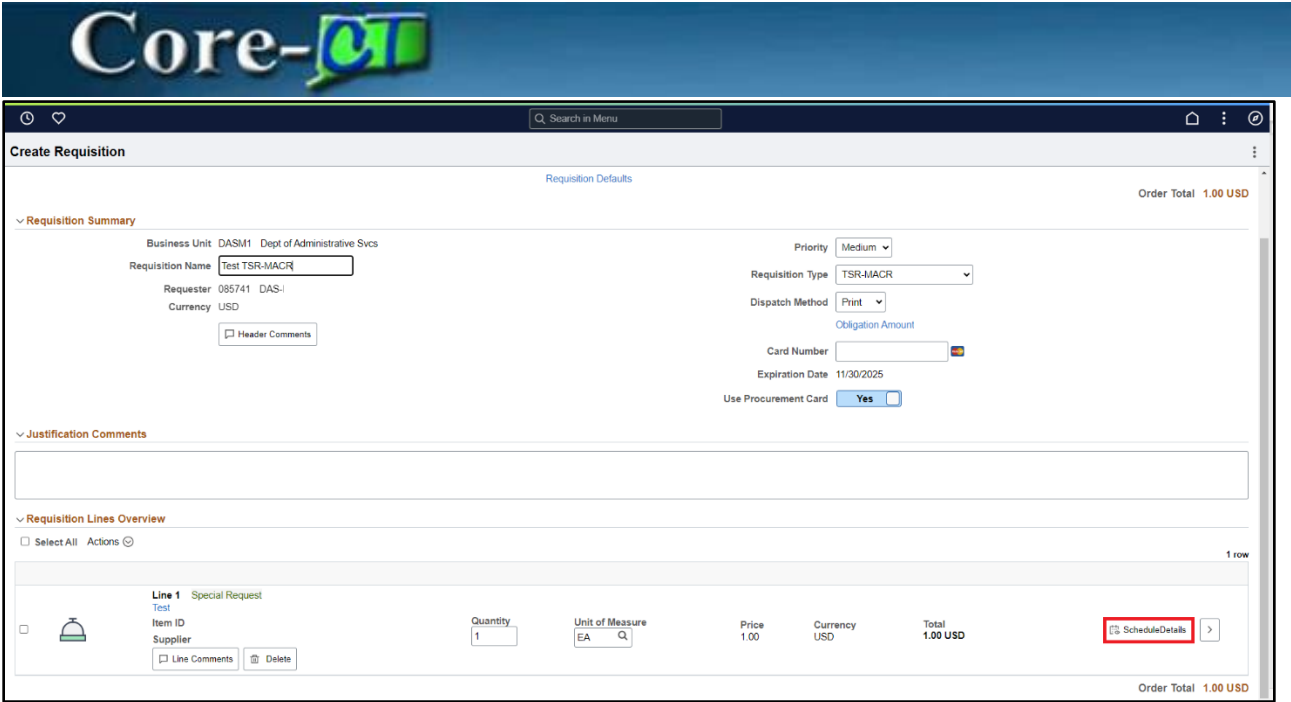 Core-CT
Search in Menu
Create Requisition
Requisition Defaults
Order Total 1.00 USD
Requisition Summary
Business Unit DASM1 Dept of Administrative Svcs
Requisition Name Test TSR-MACR
Requester 085741 DAS-
Currency USD
Header Comments
Priority Medium
Requisition Type TSR-MACR
Dispatch Method Print
Obligation Amount
Card Number
Expiration Date 11/30/2025
Use Procurement Card Yes
Justification Comments
Requisition Lines Overview
Select All Actions
1 row
Line 1 Special Request
Test
Item ID
Supplier
Line Comments Delete
Quantity
1
Unit of Measure
EA
Price
1.00
Currency
USD
Total
1.00 USD
ScheduleDetails
Order Total 1.00 USD